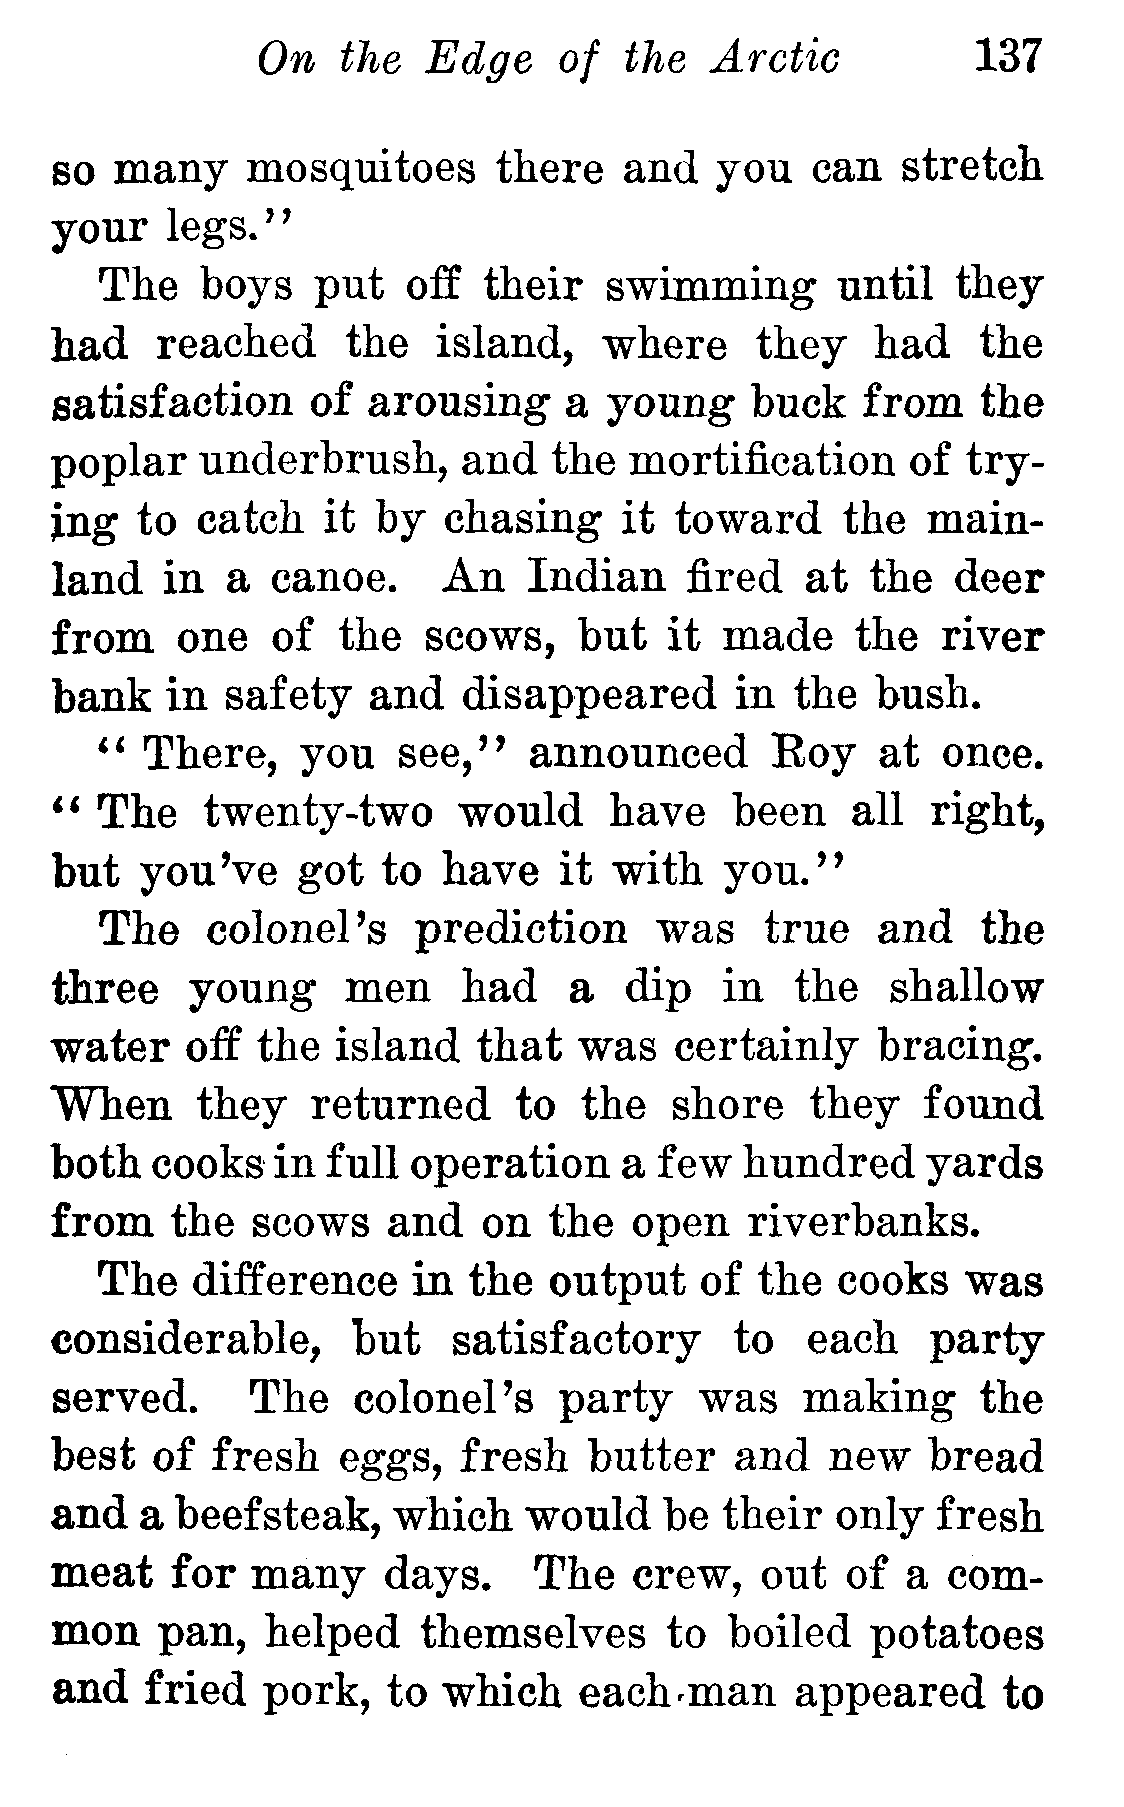 On the Edge of the Arctic 137
so many mosquitoes there and you can stretch
your legs.''
The boys put off their swimming until they
had reached the island, where they had the
satisfaction of arousing a young buck from the
poplar underbrush, and the mortification of try-
ing to catch it by chasing it toward the main-
land in a canoe. An Indian fired at the deer
from one of the scows, but it made the river
bank in safety and disappeared in the bush.
‘‘ There, you see,’’ announced Roy at once.
‘‘ The twenty-two would have been all right,
but you’ve got to have it with you.’’
The colonel’s prediction was true and the
three young men had a dip in the shallow
water off the island that was certainly bracing.
When they returned to the shore they found
both cooks in full operation a few hundred yards
from the scows and on the open riverbanks.
The difference in the output of the cooks was
considerable, but satisfactory to each party
served. The colonel’s party was making the
best of fresh eggs, fresh butter and new bread
and a beefsteak, which would be their only fresh
meat for many days. The crew, out of a com-
mon pan, helped themselves to boiled potatoes
and fried pork, to which each man appeared to